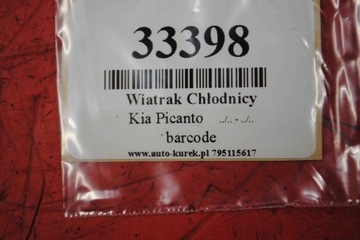 33398
Wiatrak Chłodnicy
Kia Picanto ../.. - ../..
barcode
www.auto-kurek.pl 795115617